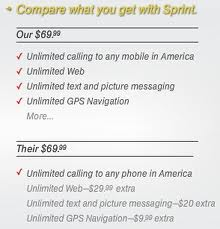 Compare what you get with Sprint.
Our $69.99
✓ Unlimited calling to any mobile in America
✓ Unlimited Web
✓ Unlimited text and picture messaging
✓ Unlimited GPS Navigation
More...
Their $69.99
✓ Unlimited calling to any phone in America
Unlimited Web–$29.99 extra
Unlimited text and picture messaging–$20 extra
Unlimited GPS Navigation–$9.99 extra